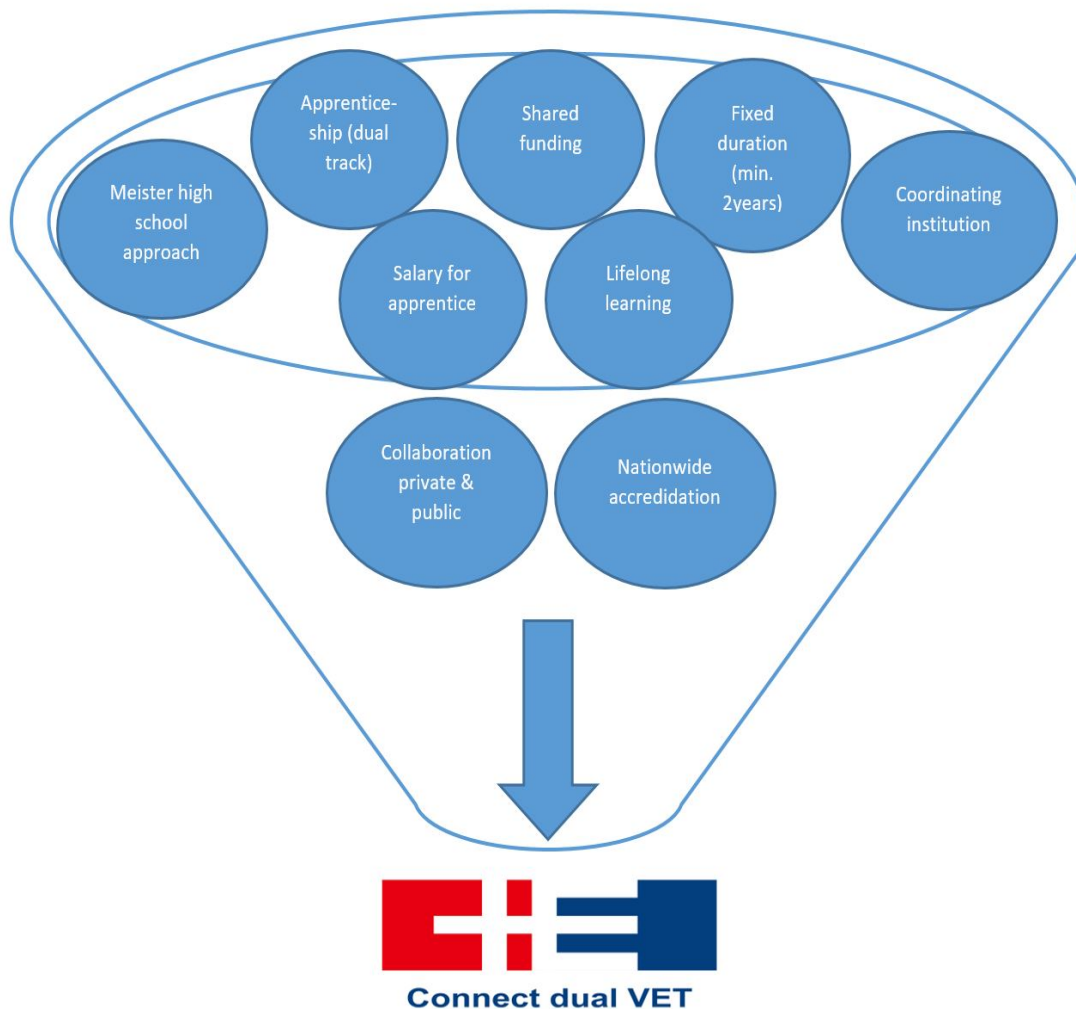 Apprentice-
ship (dual
track)
Shared
funding
Fixed
duration
(min.
2years)
Meister high
school
approach
Coordinating
institution
Salary for
apprentice
Lifelong
learning
Collaboration
private &
public
Nationwide
accredidation
Connect dual VET